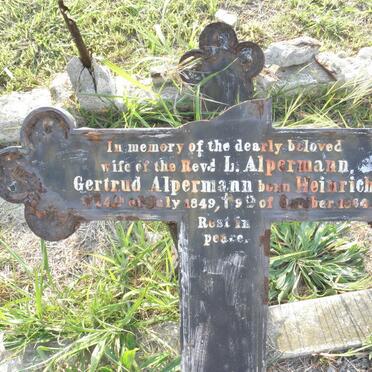 In memory of the dearly beloved
wife of the Revd L. Alpermann,
Gertrud Alpermann born Heinrich
of July 1849, † 9th of
Rest in
peace.